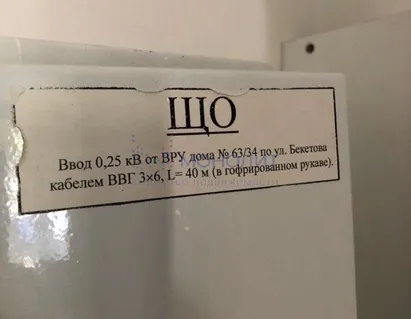 ЩО
Ввод 0,25 кВ от ВРУ дома № 63/34 по ул. Бекетова
кабелем ВВГ 3×6, L= 40 м (в гофрированном рукаве).
МОНОЛИТ